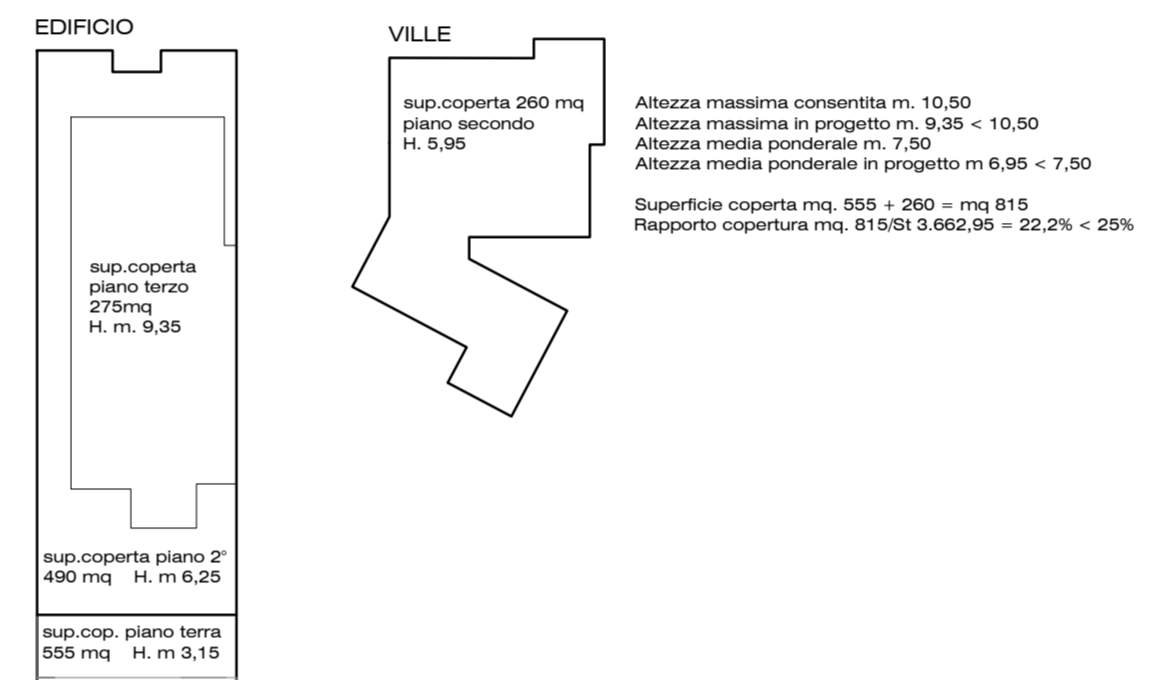 EDIFICIO
sup.coperta
piano terzo
275mq
H. m. 9,35
sup.coperta piano 2°
490 mq H. m 6,25
sup.cop. piano terra
555 mq H. m 3,15
VILLE
sup.coperta 260 mq
piano secondo
H. 5,95
Altezza massima consentita m. 10,50
Altezza massima in progetto m. 9,35 < 10,50
Altezza media ponderale m. 7,50
Altezza media ponderale in progetto m 6,95 < 7,50
Superficie coperta mq. 555 + 260 = mq 815
Rapporto copertura mq. 815/St 3.662,95 = 22,2% < 25%